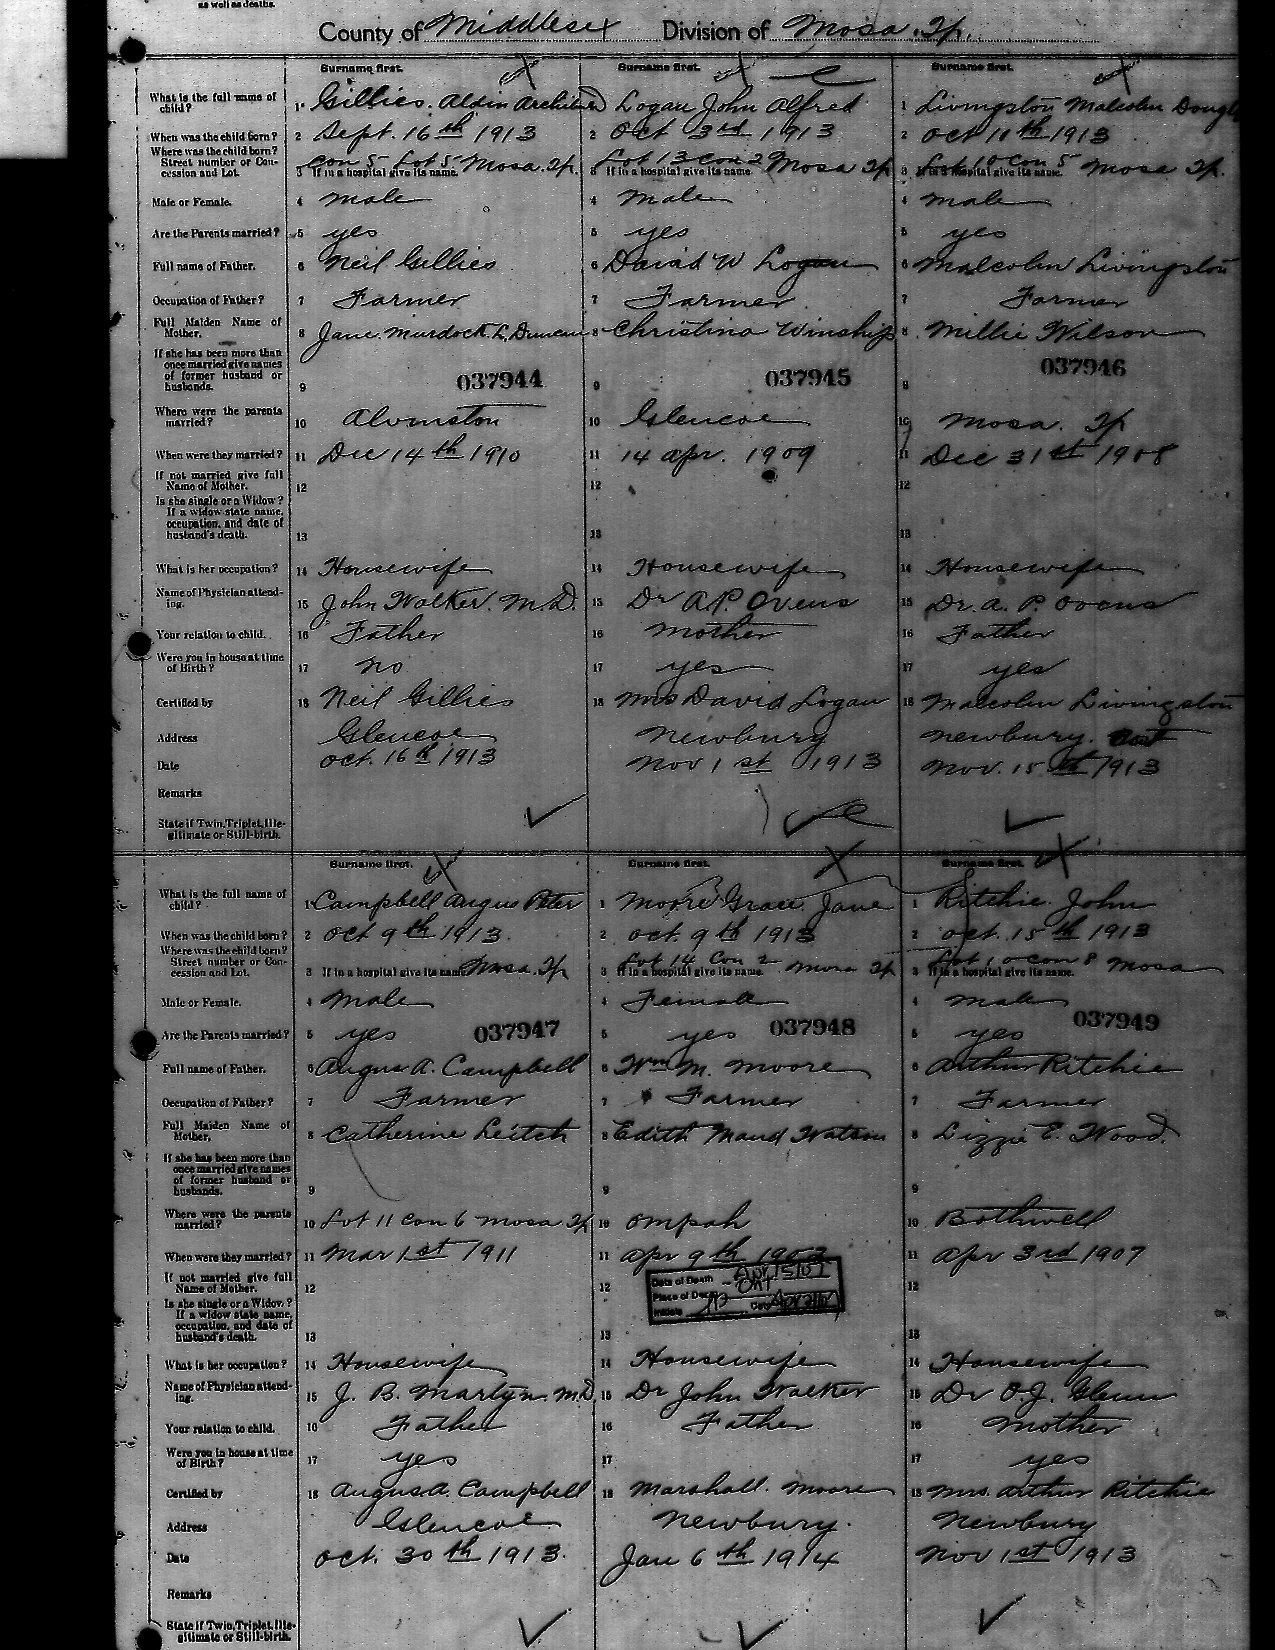 as well as deaths.
County of Middlesex Division of Mosa Tp.
Surname first. Surname first. Surname first.
What is the full name of child? 1 Gillies. Aldin Archibald 1 Logan John Alfred 1 Livingston Malcolm Dougl
When was the child born? 2 Sept. 16th 1913 2 Oct 3rd 1913 2 Oct 11th 1913
Where was the child born? Street number or Concession and Lot. 3 If in a hospital give its name. Con 5 Lot 5 Mosa. Tp. 3 If in a hospital give its name. Lot 13 Con 2 Mosa Tp 3 If in a hospital give its name. Lot 10 Con 5 Mosa Tp.
Male or Female. 4 Male 4 Male 4 Male
Are the Parents married? 5 yes 5 yes 5 yes
Full name of Father. 6 Neil Gillies 6 David W Logan 6 Malcolm Livingston
Occupation of Father? 7 Farmer 7 Farmer 7 Farmer
Full Maiden Name of Mother. 8 Jane Murdock L. Duncan 8 Christina Winship 8 Millie Wilson
If she has been more than once married give names of former husband or husbands. 9 037944 9 037945 9 037946
Where were the parents married? 10 Alvinston 10 Glencoe 10 Mosa. Tp
When were they married? 11 Dec 14th 1910 11 14 Apr. 1909 11 Dec 31st 1908
If not married give full Name of Mother. 12 12 12
Is she single or a Widow? If a widow state name, occupation, and date of husband's death. 13 13 13
What is her occupation? 14 Housewife 14 Housewife 14 Housewife
Name of Physician attending. 15 John Walker. M.D. 15 Dr A.P. Ovens 15 Dr. A. P. Ovens
Your relation to child. 16 Father 16 Mother 16 Father
Were you in house at time of Birth? 17 no 17 yes 17 yes
Certified by 18 Neil Gillies 18 Mrs David Logan 18 Malcolm Livingston
Address Glencoe Newbury Newbury. Ont
Date Oct. 16th 1913 Nov 1st 1913 Nov. 15th 1913
Remarks
State if Twin, Triplet, Illegitimate or Still-birth.
Surname first. Surname first. Surname first.
What is the full name of child? 1 Campbell Angus Peter 1 Moore Grace Jane 1 Ritchie John
When was the child born? 2 Oct 9th 1913. 2 Oct. 9th 1913 2 Oct. 15th 1913
Where was the child born? Street number or Concession and Lot. 3 If in a hospital give its name. Mosa. Tp 3 If in a hospital give its name. Lot 14 Con 2 Mosa Tp 3 If in a hospital give its name. Lot 10 Con 8 Mosa
Male or Female. 4 Male 4 Female 4 Male
Are the Parents married? 5 yes 037947 5 yes 037948 5 yes 037949
Full name of Father. 6 Angus A. Campbell 6 Wm M. Moore 6 Arthur Ritchie
Occupation of Father? 7 Farmer 7 Farmer 7 Farmer
Full Maiden Name of Mother. 8 Catherine Leitch 8 Edith Maud Watson 8 Lizzie E. Wood.
If she has been more than once married give names of former husband or husbands. 9 9 9
Where were the parents married? 10 Lot 11 Con 6 Mosa Tp 10 Ompah 10 Bothwell
When were they married? 11 Mar 1st 1911 11 Apr 9th 1902 11 Apr 3rd 1907
If not married give full Name of Mother. 12 12 Date of Death Place of Death ONT 12
Is she single or a Widow? If a widow state name, occupation, and date of husband's death. 13 13 13
What is her occupation? 14 Housewife 14 Housewife 14 Housewife
Name of Physician attending. 15 J. B. Martyn. M.D. 15 Dr John Walker 15 Dr O.J. Glenn
Your relation to child. 16 Father 16 Father 16 Mother
Were you in house at time of Birth? 17 yes 17 17 yes
Certified by 18 Angus A. Campbell 18 Marshall. Moore 18 Mrs. Arthur Ritchie
Address Glencoe Newbury. Newbury
Date Oct. 30th 1913. Jan 6th 1914 Nov 1st 1913
Remarks
State if Twin, Triplet, Illegitimate or Still-birth.